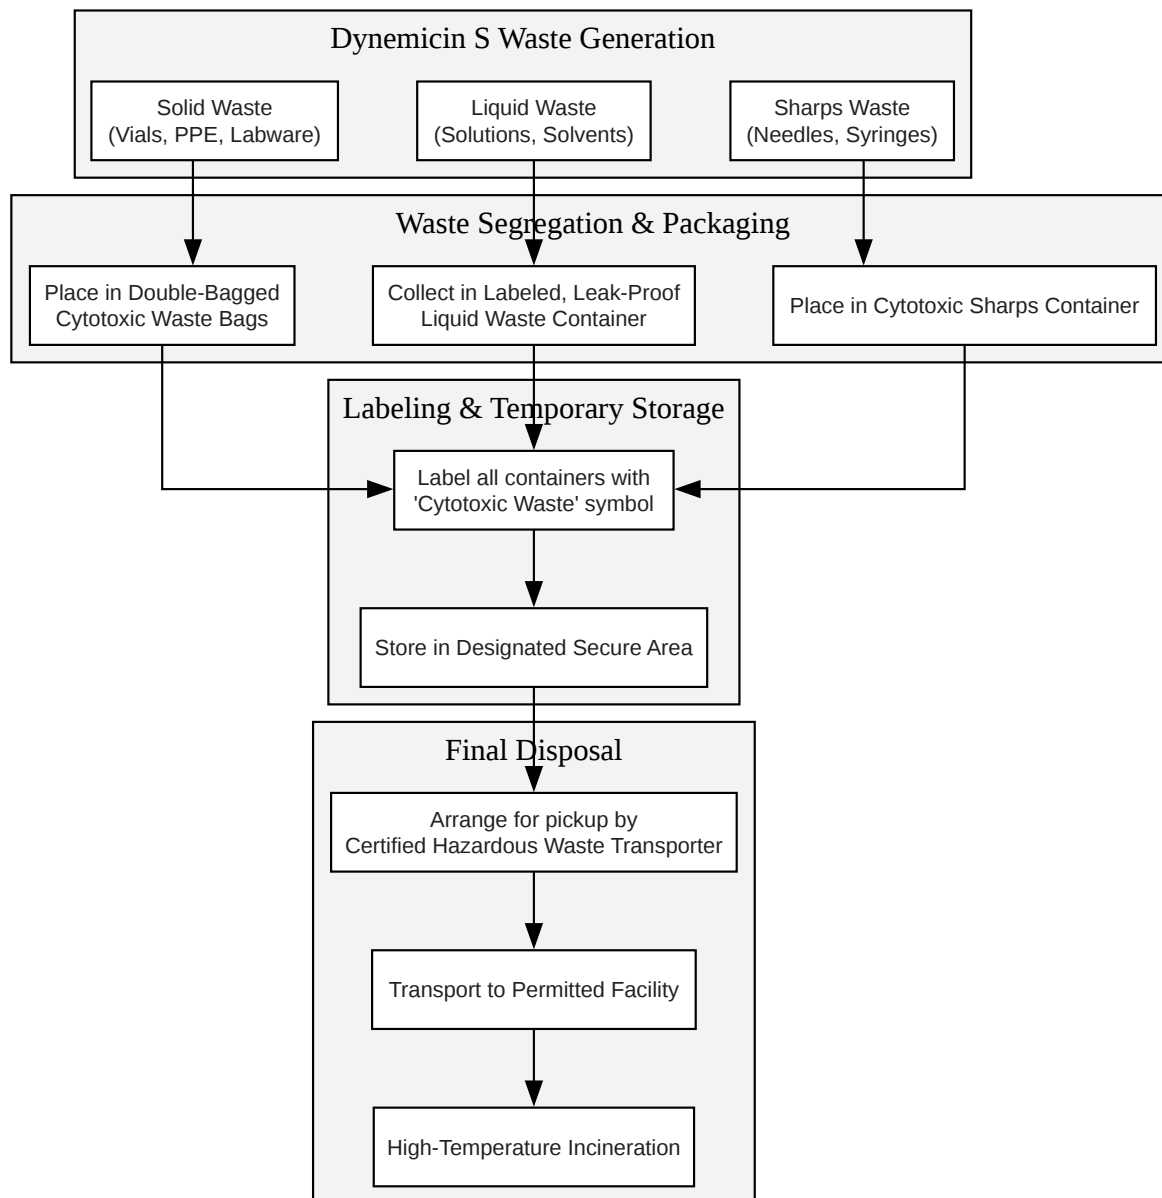 Dynemicin S Waste Generation
Solid Waste
(Vials, PPE, Labware)
Liquid Waste
(Solutions, Solvents)
Sharps Waste
(Needles, Syringes)
Waste Segregation & Packaging
Place in Double-Bagged
Cytotoxic Waste Bags
Collect in Labeled, Leak-Proof
Liquid Waste Container
Place in Cytotoxic Sharps Container
Labeling & Temporary Storage
Label all containers with
'Cytotoxic Waste' symbol
Store in Designated Secure Area
Final Disposal
Arrange for pickup by
Certified Hazardous Waste Transporter
Transport to Permitted Facility
High-Temperature Incineration